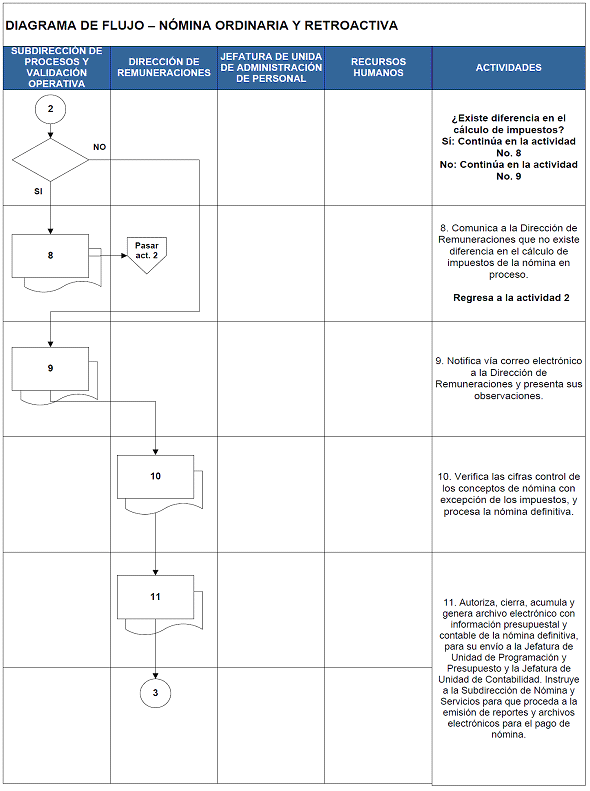 DIAGRAMA DE FLUJO – NÓMINA ORDINARIA Y RETROACTIVA
SUBDIRECCIÓN DE
PROCESOS Y
VALIDACIÓN
OPERATIVA
DIRECCIÓN DE
REMUNERACIONES
JEFATURA DE UNIDA
DE ADMINISTRACIÓN
DE PERSONAL
RECURSOS
HUMANOS
ACTIVIDADES
2
NO
SI
¿Existe diferencia en el
cálculo de impuestos?
Sí: Continúa en la actividad
No. 8
No: Continúa en la actividad
No. 9
8
Pasar
act. 2
8. Comunica a la Dirección de
Remuneraciones que no existe
diferencia en el cálculo de
impuestos de la nómina en
proceso.
Regresa a la actividad 2
9
9. Notifica vía correo electrónico
a la Dirección de
Remuneraciones y presenta sus
observaciones.
10
10. Verifica las cifras control de
los conceptos de nómina con
excepción de los impuestos, y
procesa la nómina definitiva.
11
11. Autoriza, cierra, acumula y
genera archivo electrónico con
información presupuestal y
contable de la nómina definitiva,
para su envío a la Jefatura de
Unidad de Programación y
Presupuesto y la Jefatura de
Unidad de Contabilidad. Instruye
a la Subdirección de Nómina y
Servicios para que proceda a la
emisión de reportes y archivos
electrónicos para el pago de
nómina.
3